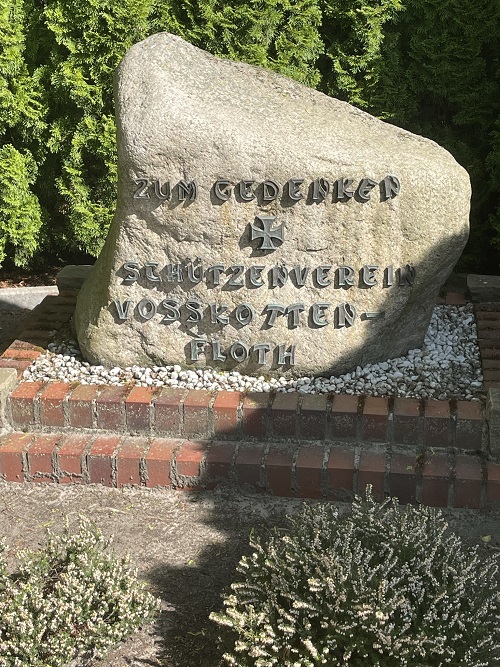 ZUM GEDENKEN
SCHÜTZENVEREIN
VOSSKOTTEN-
FLOTH